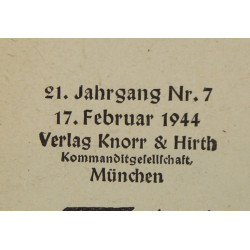 21. Jahrgang Nr. 7
17. Februar 1944
Verlag Knorr & Hirth
Kommanditgesellschaft,
München